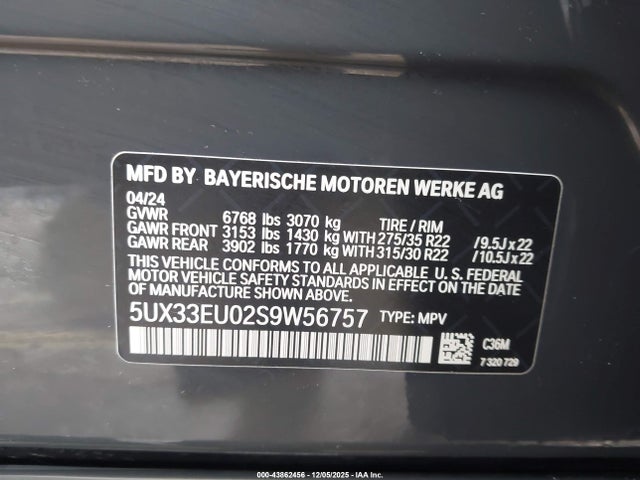 MFD BY BAYERISCHE MOTOREN WERKE AG
04/24
GVWR 6768 lbs 3070 kg TIRE / RIM
GAWR FRONT 3153 lbs 1430 kg WITH 275/35 R22 /9.5J x 22
GAWR REAR 3902 lbs 1770 kg WITH 315/30 R22 /10.5J x 22
THIS VEHICLE CONFORMS TO ALL APPLICABLE U. S. FEDERAL
MOTOR VEHICLE SAFETY STANDARDS IN EFFECT ON THE DATE
OF MANUFACTURE SHOWN ABOVE.
5UX33EU02S9W56757 TYPE: MPV
C36M
7 320 729
000-43862456 - 12/05/2025 - Copyright © 2025 IAA Inc.